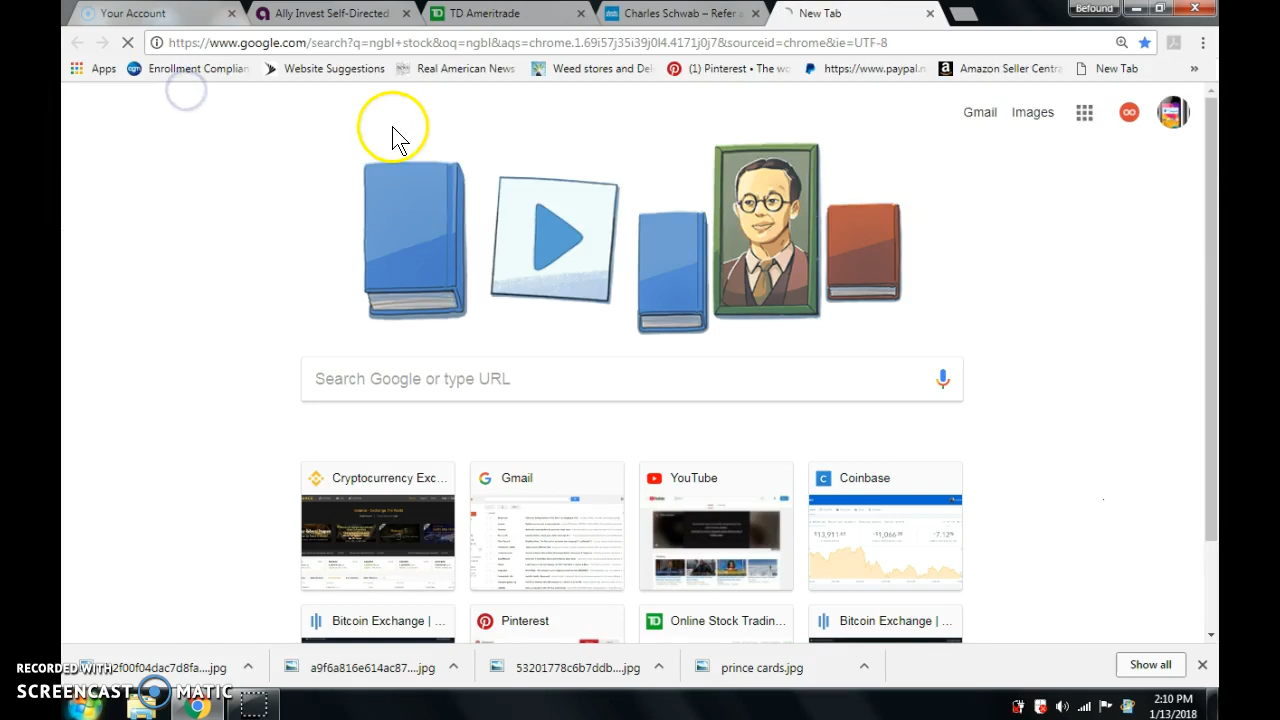 Your Account
Ally Invest Self-Directed
TD Ameritrade
Charles Schwab – Refer a
New Tab
Befound
https://www.google.com/search?q=ngbl+stock&oq=ngbl&aqs=chrome.1.69i57j35i39j0l4.4171j0j7&sourceid=chrome&ie=UTF-8
Apps
Enrollment Complian
Website Suggestions
Real American News
Weed stores and Del
(1) Pinterest • The wo
https://www.paypal.n
Amazon Seller Centra
New Tab
»
Gmail
Images
Search Google or type URL
Cryptocurrency Exc...
Gmail
YouTube
Coinbase
Bitcoin Exchange | ...
Pinterest
Online Stock Tradin...
Bitcoin Exchange | ...
2f00f04dac7d8fa....jpg
a9f6a816e614ac87....jpg
53201778c6b7ddb....jpg
prince cards.jpg
Show all
RECORDED WITH
SCREENCAST MATIC
2:10 PM
1/13/2018